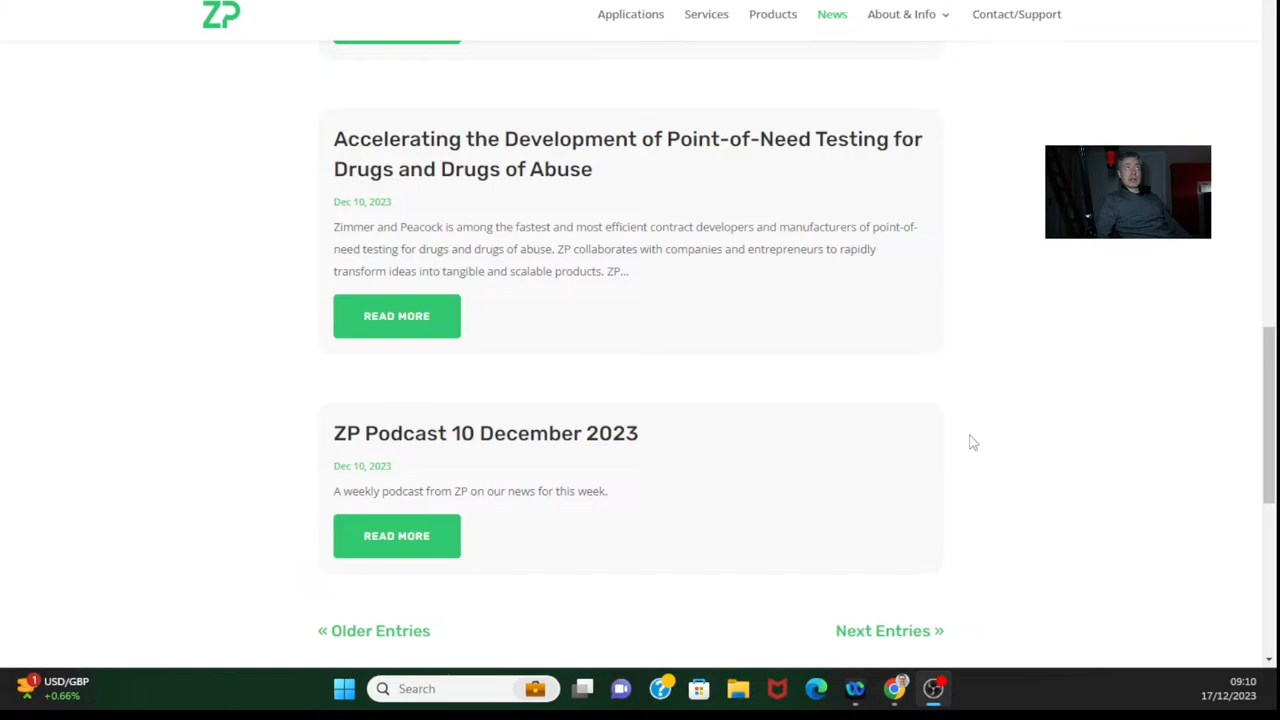 ZP
Applications
Services
Products
News
About & Info
Contact/Support
Accelerating the Development of Point-of-Need Testing for
Drugs and Drugs of Abuse
Dec 10, 2023
Zimmer and Peacock is among the fastest and most efficient contract developers and manufacturers of point-of-
need testing for drugs and drugs of abuse. ZP collaborates with companies and entrepreneurs to rapidly
transform ideas into tangible and scalable products. ZP...
READ MORE
ZP Podcast 10 December 2023
Dec 10, 2023
A weekly podcast from ZP on our news for this week.
READ MORE
« Older Entries
Next Entries »
1
USD/GBP
+0.66%
Search
09:10
17/12/2023